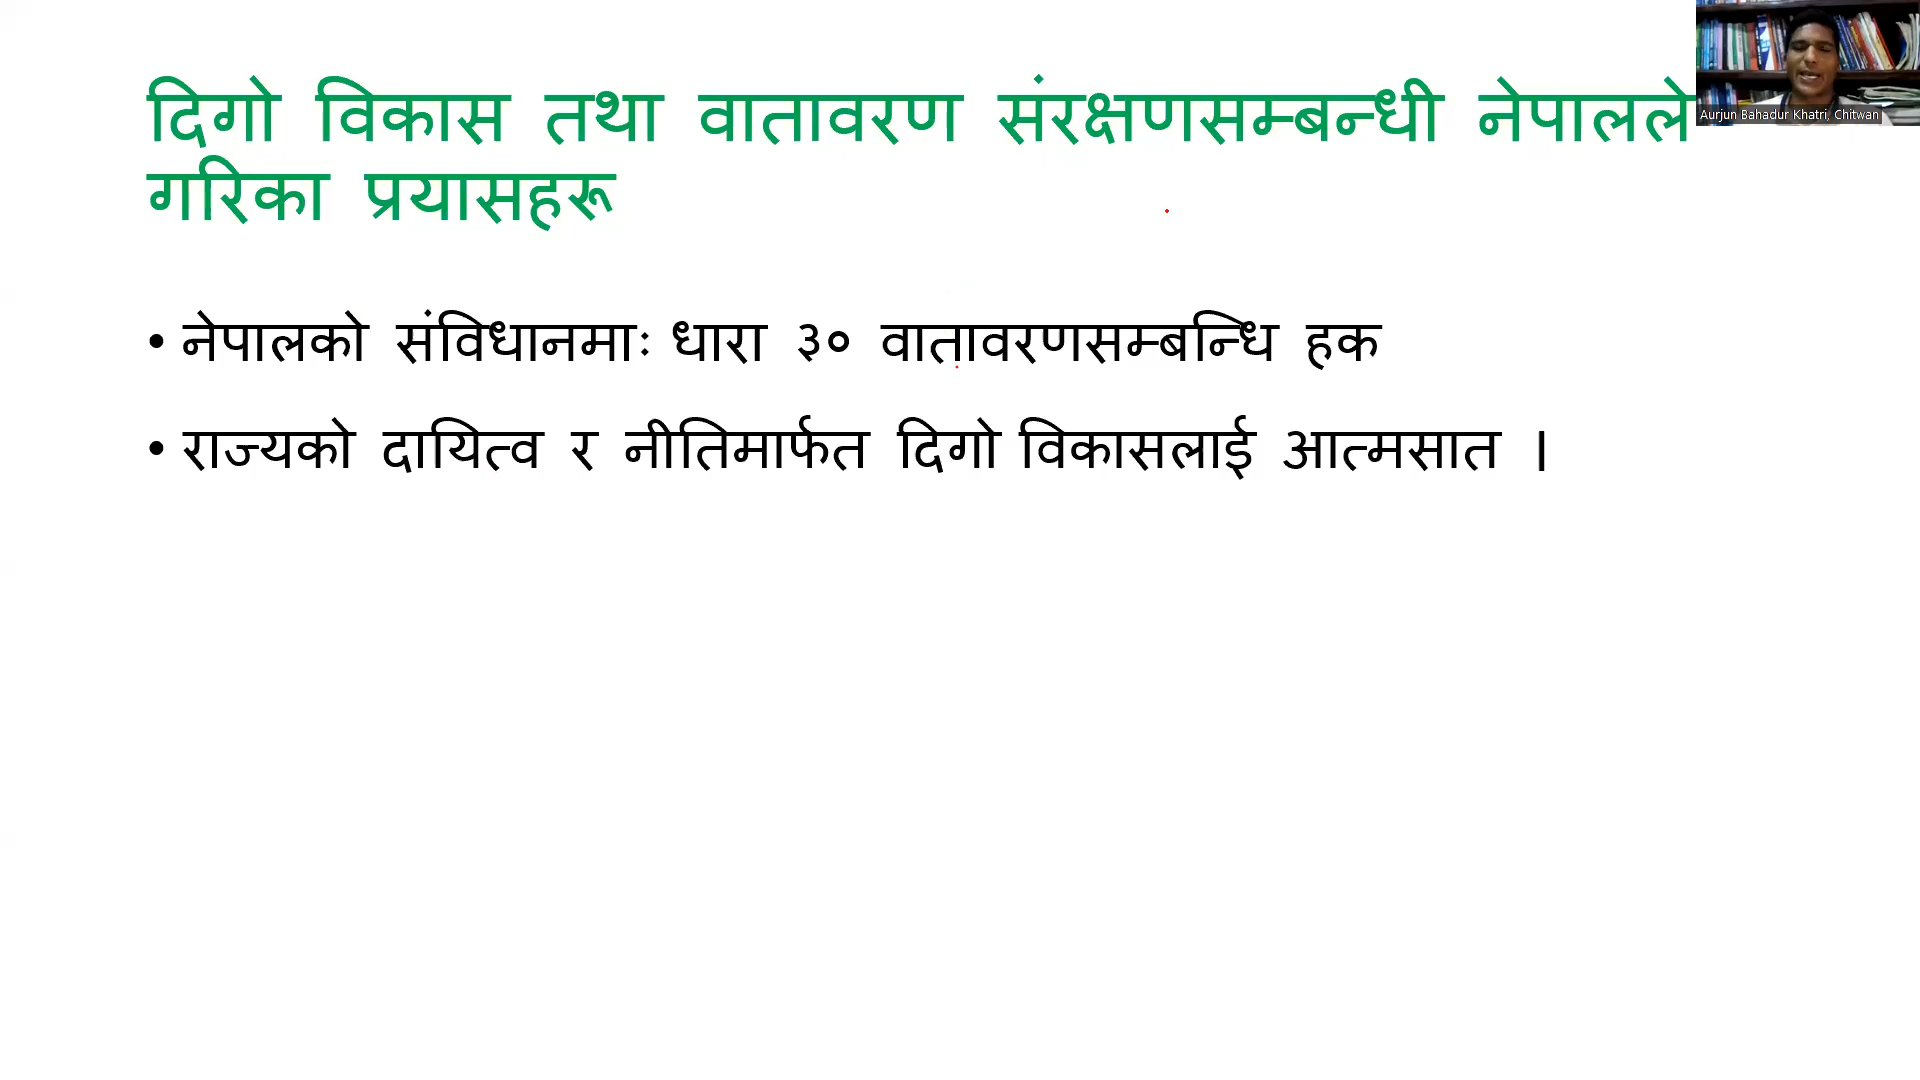 दिगो विकास तथा वातावरण संरक्षणसम्बन्धी नेपालले
गरिका प्रयासहरू
• नेपालको संविधानमाः धारा ३० वातावरणसम्बन्धि हक
• राज्यको दायित्व र नीतिमार्फत दिगो विकासलाई आत्मसात ।
Aurjun Bahadur Khatri, Chitwan